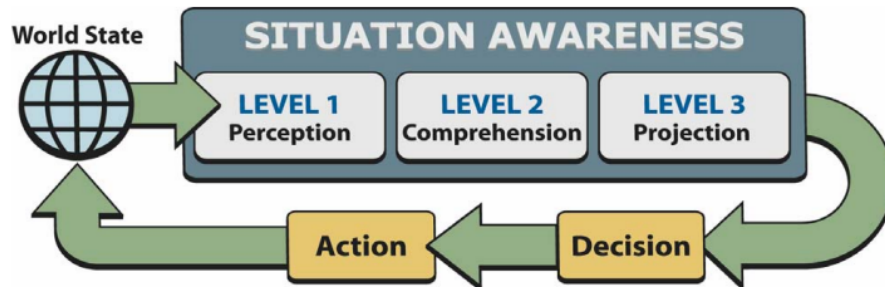 World State
SITUATION AWARENESS
LEVEL 1
Perception
LEVEL 2
Comprehension
LEVEL 3
Projection
Action
Decision